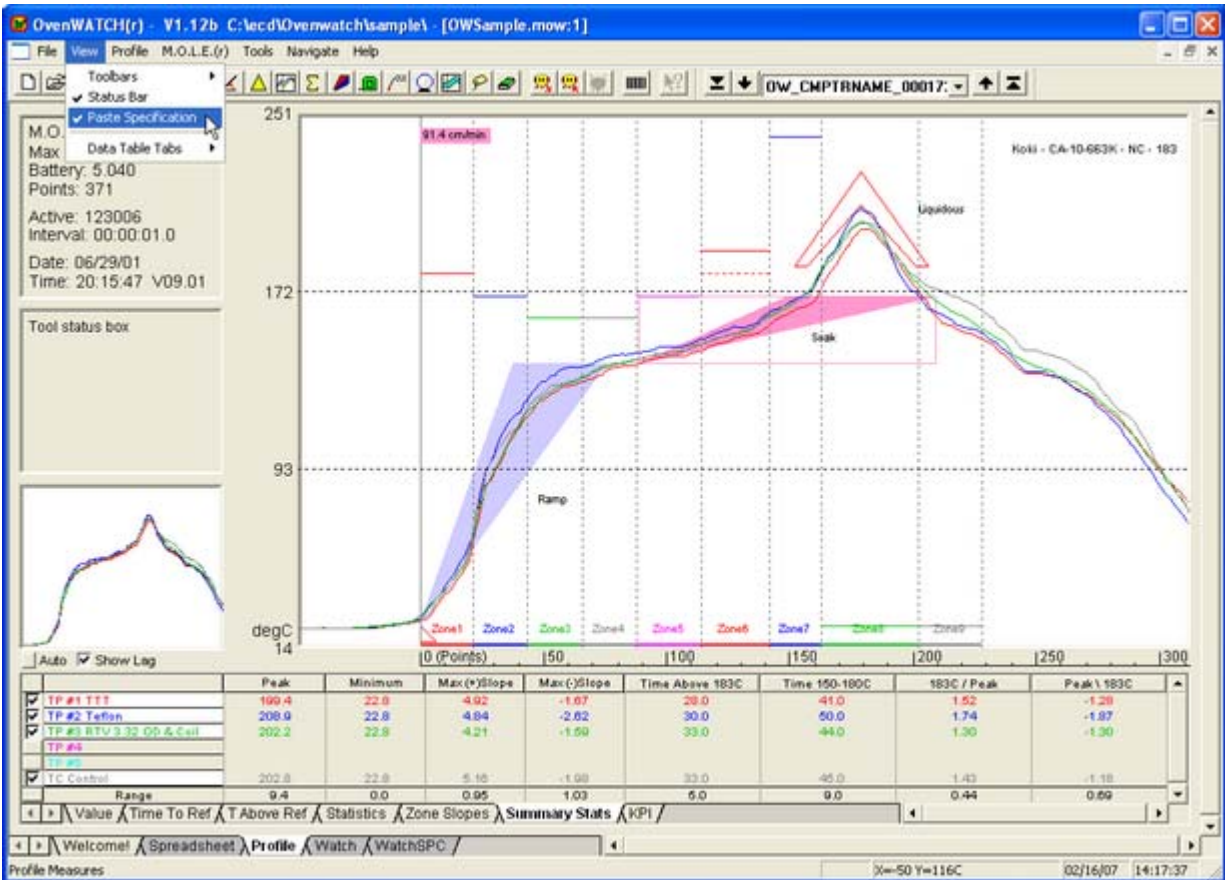 OvenWATCH(r) - V1.12b C:\ecd\Ovenwatch\sample\ - [OWSample.mow:1]
File View Profile M.O.L.E.(r) Tools Navigate Help
Toolbars
Status Bar
Paste Specification
Data Table Tabs
OW_CMPTRNAME_00017:
M.O.
Max
Battery: 5.040
Points: 371
Active: 123006
Interval: 00:00:01.0
Date: 06/29/01
Time: 20:15:47 V09.01
Tool status box
Auto Show Lag
251
172
93
degC
14
91.4 cm/min
Koki - CA-10-663K - NC - 183
Liquidous
Soak
Ramp
Zone1 Zone2 Zone3 Zone4 Zone5 Zone6 Zone7 Zone8 Zone9
0 (Points) 50 100 150 200 250 300
Peak Minimum Max(+)Slope Max(-)Slope Time Above 183C Time 150-180C 183C / Peak Peak \ 183C
TP #1 TTT 199.4 22.8 4.92 -1.67 28.0 41.0 1.52 -1.28
TP #2 Teflon 208.9 22.8 4.84 -2.62 30.0 50.0 1.74 -1.87
TP #3 RTV 3.32 OD & Coil 202.2 22.8 4.21 -1.59 33.0 44.0 1.30 -1.30
TP #4
TP #5
TC Control 202.8 22.8 5.16 -1.98 33.0 45.0 1.43 -1.18
Range 9.4 0.0 0.95 1.03 5.0 9.0 0.44 0.69
Value Time To Ref T Above Ref Statistics Zone Slopes Summary Stats KPI
Welcome! Spreadsheet Profile Watch WatchSPC
Profile Measures X=-50 Y=116C 02/16/07 14:17:37